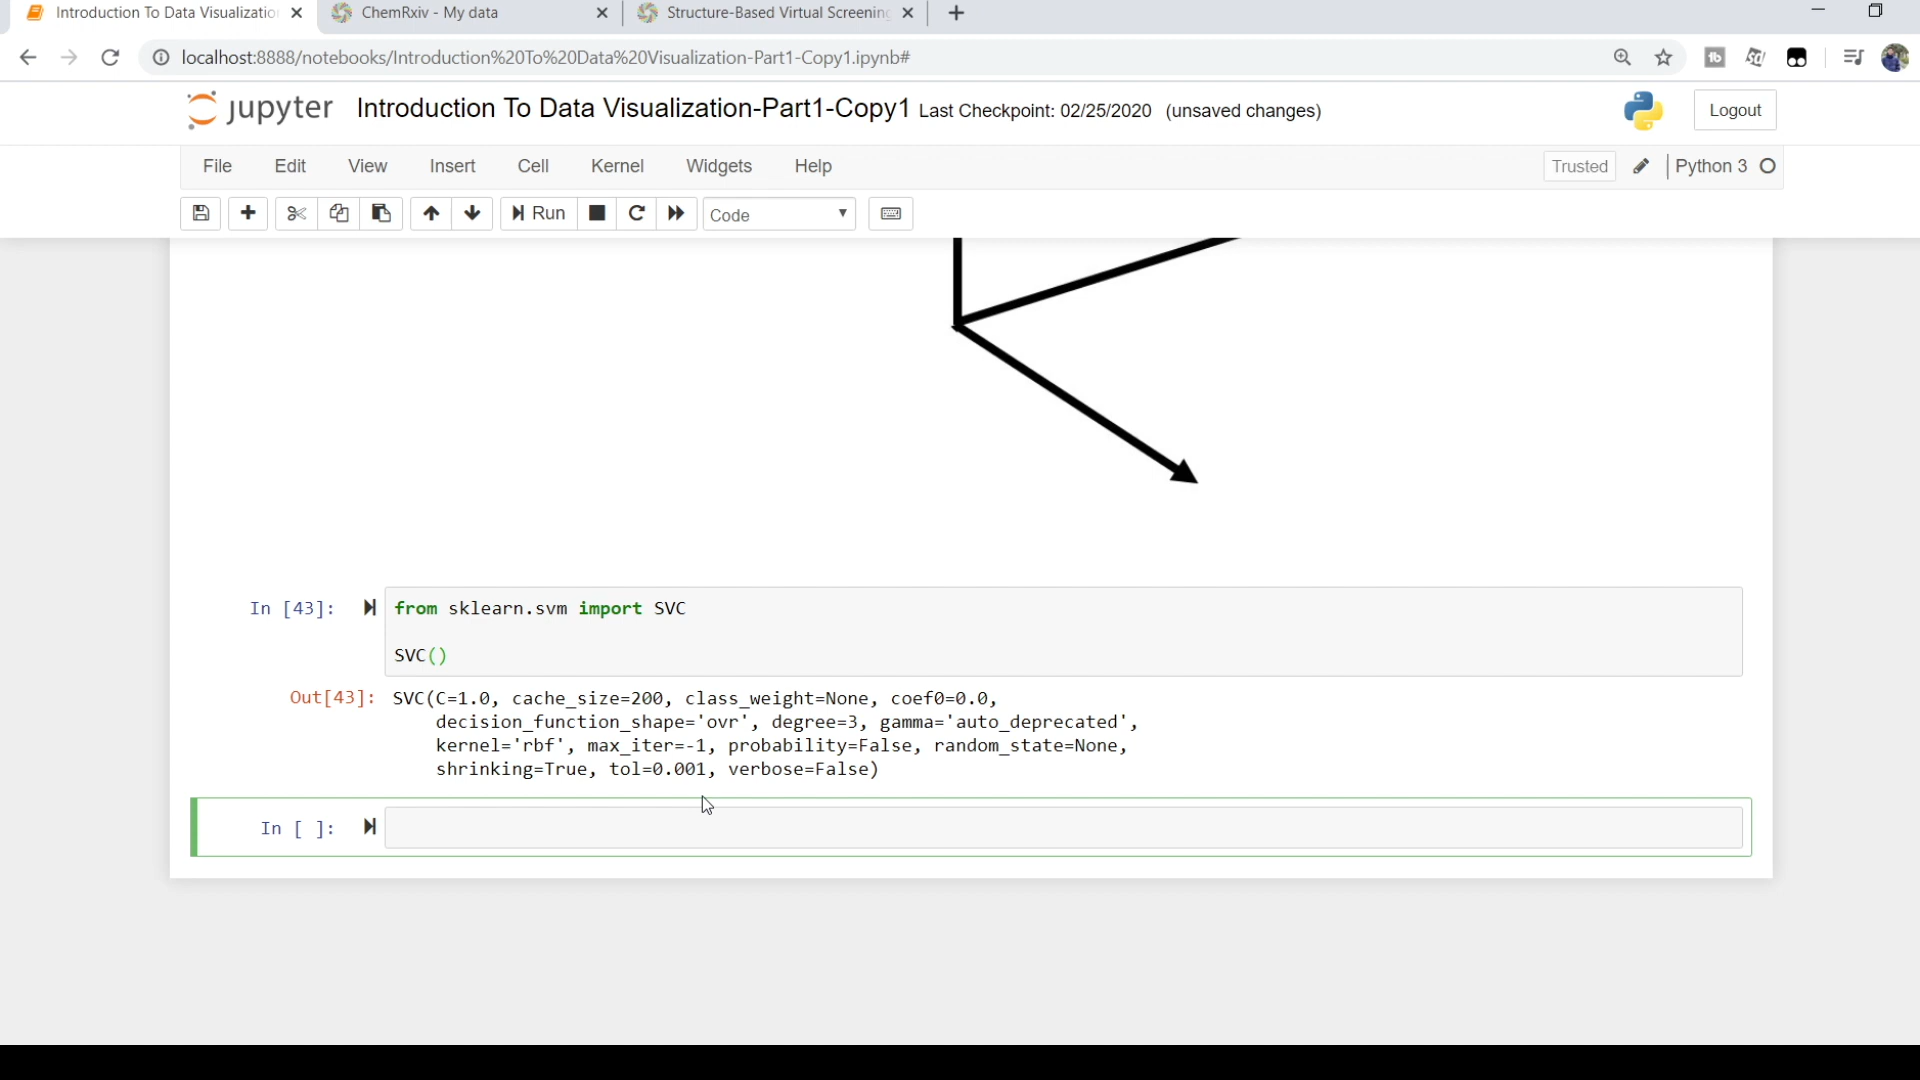 Introduction To Data Visualization
ChemRxiv - My data
Structure-Based Virtual Screening
localhost:8888/notebooks/Introduction%20To%20Data%20Visualization-Part1-Copy1.ipynb#
jupyter Introduction To Data Visualization-Part1-Copy1 Last Checkpoint: 02/25/2020 (unsaved changes)
Logout
File Edit View Insert Cell Kernel Widgets Help
Trusted
Python 3
Run
Code
In [43]: from sklearn.svm import SVC
SVC()
Out[43]: SVC(C=1.0, cache_size=200, class_weight=None, coef0=0.0,
decision_function_shape='ovr', degree=3, gamma='auto_deprecated',
kernel='rbf', max_iter=-1, probability=False, random_state=None,
shrinking=True, tol=0.001, verbose=False)
In [ ]: